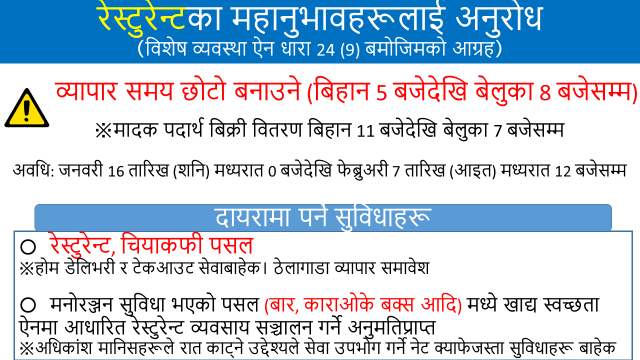 रेस्टुरेन्टका महानुभावहरूलाई अनुरोध
(विशेष व्यवस्था ऐन धारा 24 (9) बमोजिमको आग्रह)
व्यापार समय छोटो बनाउने (बिहान 5 बजेदेखि बेलुका 8 बजेसम्म)
※मादक पदार्थ बिक्री वितरण बिहान 11 बजेदेखि बेलुका 7 बजेसम्म
अवधि: जनवरी 16 तारिख (शनि) मध्यरात 0 बजेदेखि फेब्रुअरी 7 तारिख (आइत) मध्यरात 12 बजेसम्म
दायरामा पर्ने सुविधाहरू
○ रेस्टुरेन्ट, चियाकफी पसल
※होम डेलिभरी र टेकआउट सेवाबाहेक। ठेलागाडा व्यापार समावेश
○ मनोरञ्जन सुविधा भएको पसल (बार, काराओके बक्स आदि) मध्ये खाद्य स्वच्छता
ऐनमा आधारित रेस्टुरेन्ट व्यवसाय सञ्चालन गर्ने अनुमतिप्राप्त
※अधिकांश मानिसहरूले रात काट्ने उद्देश्यले सेवा उपभोग गर्ने नेट क्याफेजस्ता सुविधाहरू बाहेक